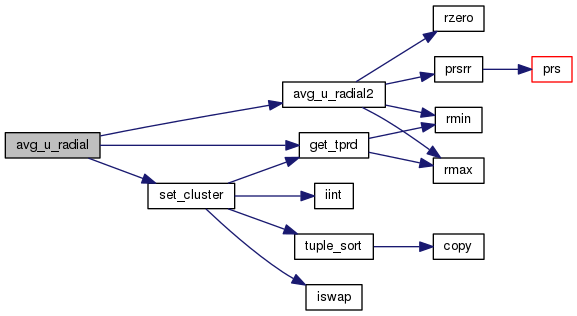 rzero
prsrr
prs
avg_u_radial2
rmin
avg_u_radial
get_tprd
rmax
set_cluster
iint
tuple_sort
copy
iswap